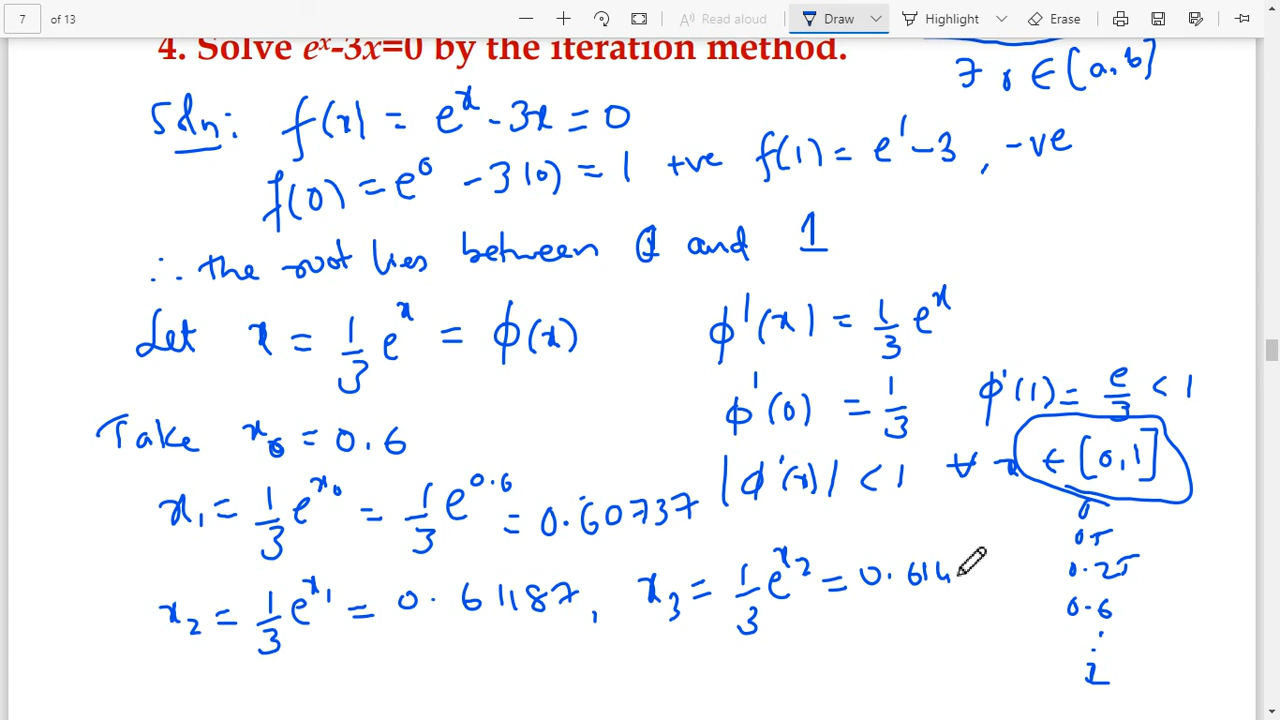 7 of 13 Read aloud Draw Highlight Erase
4. Solve eˣ-3x=0 by the iteration method.
∃ r ∈ [a, b]
Soln: f(x) = eˣ - 3x = 0
f(0) = e⁰ - 3(0) = 1 +ve f(1) = e¹ - 3, -ve
∴ the root lies between 0 and 1
Let x = 1/3 eˣ = φ(x) φ'(x) = 1/3 eˣ
φ'(0) = 1/3 φ'(1) = e/3 < 1
Take x₀ = 0.6
|φ'(x)| < 1 ∀ x ∈ [0, 1]
x₁ = 1/3 e^x₀ = 1/3 e^0.6 = 0.60737
x₂ = 1/3 e^x₁ = 0.61187, x₃ = 1/3 e^x₂ = 0.614
0.25
0.6
1